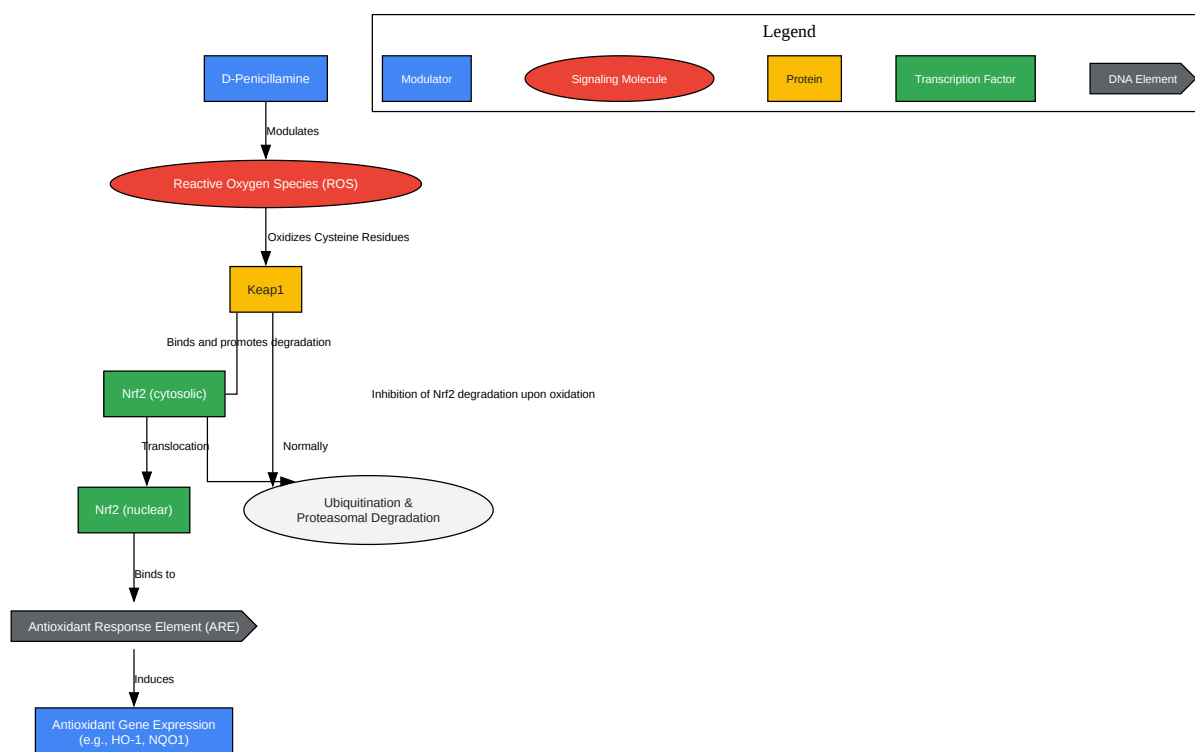 Legend
D-Penicillamine
Modulator
Signaling Molecule
Protein
Transcription Factor
DNA Element
Modulates
Reactive Oxygen Species (ROS)
Oxidizes Cysteine Residues
Keap1
Binds and promotes degradation
Nrf2 (cytosolic)
Inhibition of Nrf2 degradation upon oxidation
Translocation
Normally
Nrf2 (nuclear)
Ubiquitination &
Proteasomal Degradation
Binds to
Antioxidant Response Element (ARE)
Induces
Antioxidant Gene Expression
(e.g., HO-1, NQO1)